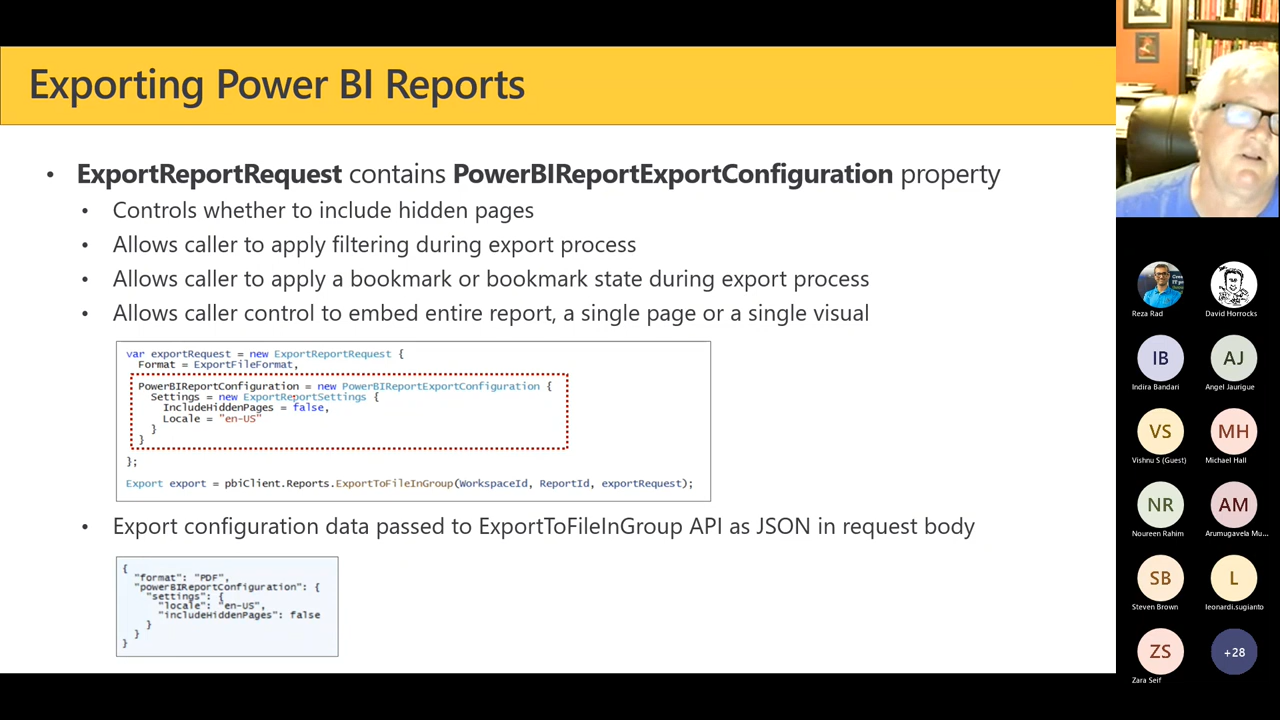 Exporting Power BI Reports
• ExportReportRequest contains PowerBIReportExportConfiguration property
• Controls whether to include hidden pages
• Allows caller to apply filtering during export process
• Allows caller to apply a bookmark or bookmark state during export process
• Allows caller control to embed entire report, a single page or a single visual
var exportRequest = new ExportReportRequest {
Format = ExportFileFormat,
PowerBIReportConfiguration = new PowerBIReportExportConfiguration {
Settings = new ExportReportSettings {
IncludeHiddenPages = false,
Locale = "en-US"
}
}
};
Export export = pbiClient.Reports.ExportToFileInGroup(WorkspaceId, ReportId, exportRequest);
• Export configuration data passed to ExportToFileInGroup API as JSON in request body
{
"format": "PDF",
"powerBIReportConfiguration": {
"settings": {
"locale": "en-US",
"includeHiddenPages": false
}
}
}
Reza Rad
David Horrocks
IB
AJ
Indira Bandari
Angel Jaurigue
VS
MH
Vishnu S (Guest)
Michael Hall
NR
AM
Noureen Rahim
Arumugavela Mu...
SB
L
Steven Brown
leonardi.sugianto
ZS
+28
Zara Seif